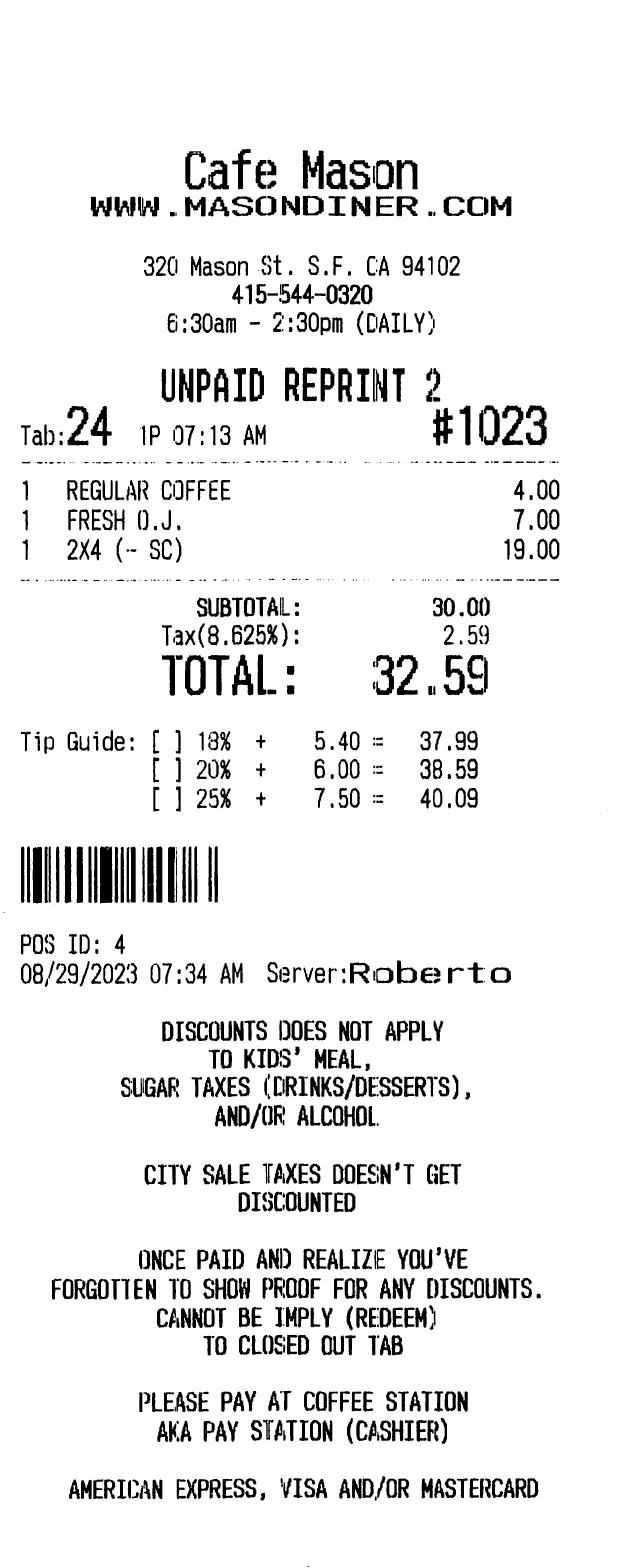 Cafe Mason
WWW.MASONDINER.COM
320 Mason St. S.F. CA 94102
415-544-0320
6:30am - 2:30pm (DAILY)
UNPAID REPRINT 2
Tab:24 1P 07:13 AM #1023
1 REGULAR COFFEE 4.00
1 FRESH O.J. 7.00
1 2X4 (- SC) 19.00
SUBTOTAL: 30.00
Tax(8.625%): 2.59
TOTAL: 32.59
Tip Guide: [ ] 18% + 5.40 = 37.99
[ ] 20% + 6.00 = 38.59
[ ] 25% + 7.50 = 40.09
POS ID: 4
08/29/2023 07:34 AM Server:Roberto
DISCOUNTS DOES NOT APPLY
TO KIDS' MEAL,
SUGAR TAXES (DRINKS/DESSERTS),
AND/OR ALCOHOL
CITY SALE TAXES DOESN'T GET
DISCOUNTED
ONCE PAID AND REALIZE YOU'VE
FORGOTTEN TO SHOW PROOF FOR ANY DISCOUNTS.
CANNOT BE IMPLY (REDEEM)
TO CLOSED OUT TAB
PLEASE PAY AT COFFEE STATION
AKA PAY STATION (CASHIER)
AMERICAN EXPRESS, VISA AND/OR MASTERCARD